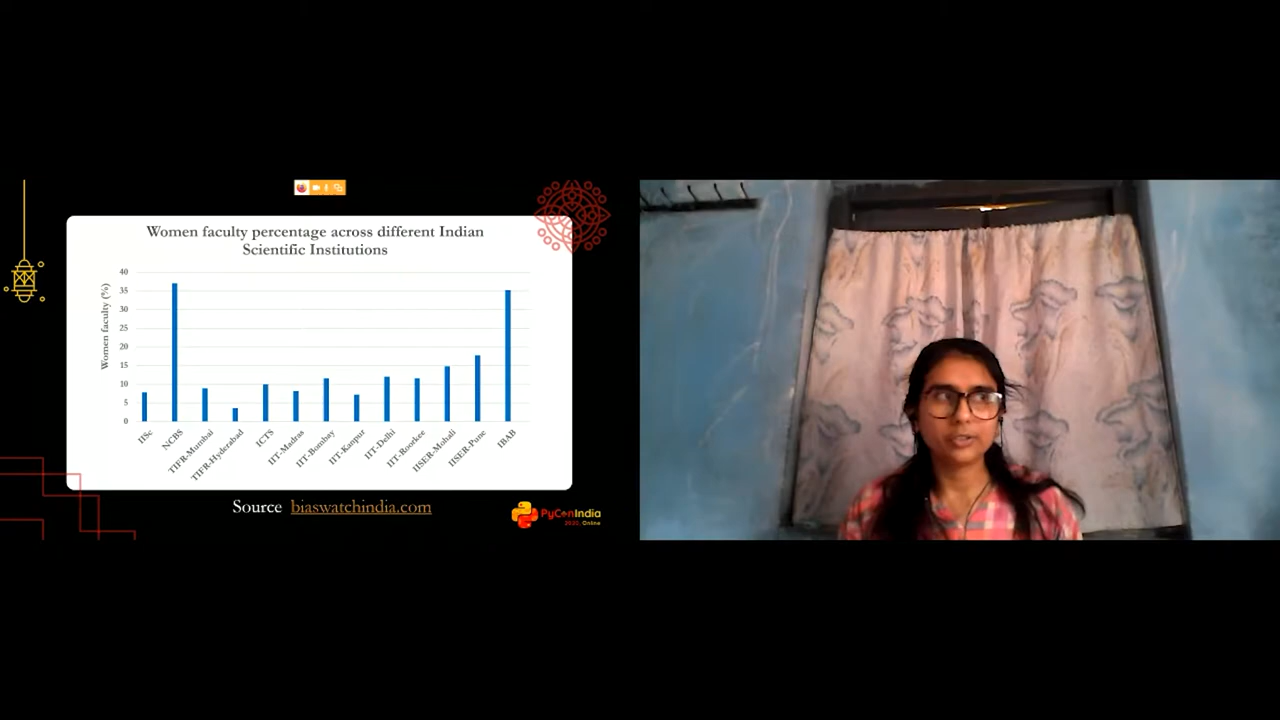 Women faculty percentage across different Indian
Scientific Institutions
Women faculty (%)
40
35
30
25
20
15
10
5
0
IISc
NCBS
TIFR-Mumbai
TIFR-Hyderabad
ICTS
IIT-Madras
IIT-Bombay
IIT-Kanpur
IIT-Delhi
IIT-Roorkee
IISER-Mohali
IISER-Pune
IBAB
Source biaswatchindia.com
PyConIndia
2020, Online